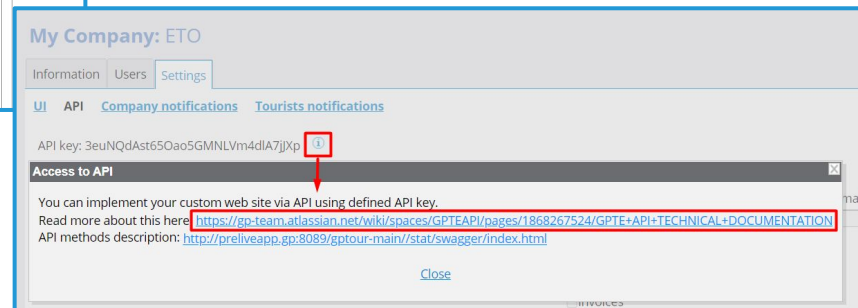 My Company: ETO
Information Users Settings
UI API Company notifications Tourists notifications
API key: 3euNQdAst65Oao5GMNLVm4dlA7jJXp
Access to API
You can implement your custom web site via API using defined API key.
Read more about this here https://gp-team.atlassian.net/wiki/spaces/GPTEAPI/pages/1868267524/GPTE+API+TECHNICAL+DOCUMENTATION
API methods description: http://preliveapp.gp:8089/gptour-main//stat/swagger/index.html
Close
Invoices